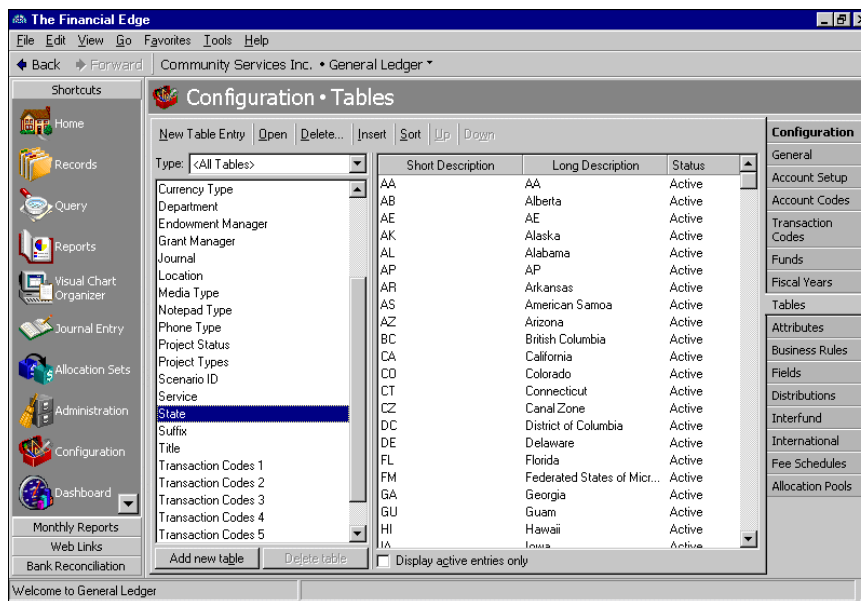 The Financial Edge
File Edit View Go Favorites Tools Help
Back Forward Community Services Inc. • General Ledger
Shortcuts
Home
Records
Query
Reports
Visual Chart
Organizer
Journal Entry
Allocation Sets
Administration
Configuration
Dashboard
Monthly Reports
Web Links
Bank Reconciliation
Configuration • Tables
New Table Entry Open Delete... Insert Sort Up Down
Type: <All Tables>
Currency Type
Department
Endowment Manager
Grant Manager
Journal
Location
Media Type
Notepad Type
Phone Type
Project Status
Project Types
Scenario ID
Service
State
Suffix
Title
Transaction Codes 1
Transaction Codes 2
Transaction Codes 3
Transaction Codes 4
Transaction Codes 5
Add new table Delete table
Short Description Long Description Status
AA AA Active
AB Alberta Active
AE AE Active
AK Alaska Active
AL Alabama Active
AP AP Active
AR Arkansas Active
AS American Samoa Active
AZ Arizona Active
BC British Columbia Active
CA California Active
CO Colorado Active
CT Connecticut Active
CZ Canal Zone Active
DC District of Columbia Active
DE Delaware Active
FL Florida Active
FM Federated States of Micr... Active
GA Georgia Active
GU Guam Active
HI Hawaii Active
IA Iowa Active
Display active entries only
Configuration
General
Account Setup
Account Codes
Transaction
Codes
Funds
Fiscal Years
Tables
Attributes
Business Rules
Fields
Distributions
Interfund
International
Fee Schedules
Allocation Pools
Welcome to General Ledger